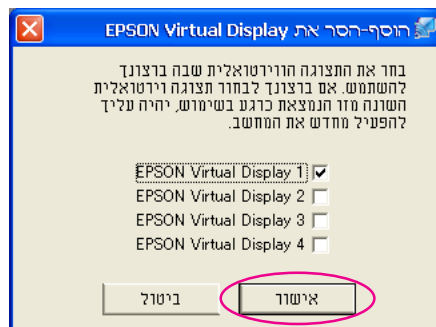 הוסף-הסר את EPSON Virtual Display
בחר את התצוגה הווירטואלית שבה ברצונך
להשתמש. אם ברצונך לבחור תצוגה וירטואלית
השונה מזו הנמצאת כרגע בשימוש, יהיה עליך
להפעיל מחדש את המחשב.
EPSON Virtual Display 1
EPSON Virtual Display 2
EPSON Virtual Display 3
EPSON Virtual Display 4
אישור
ביטול